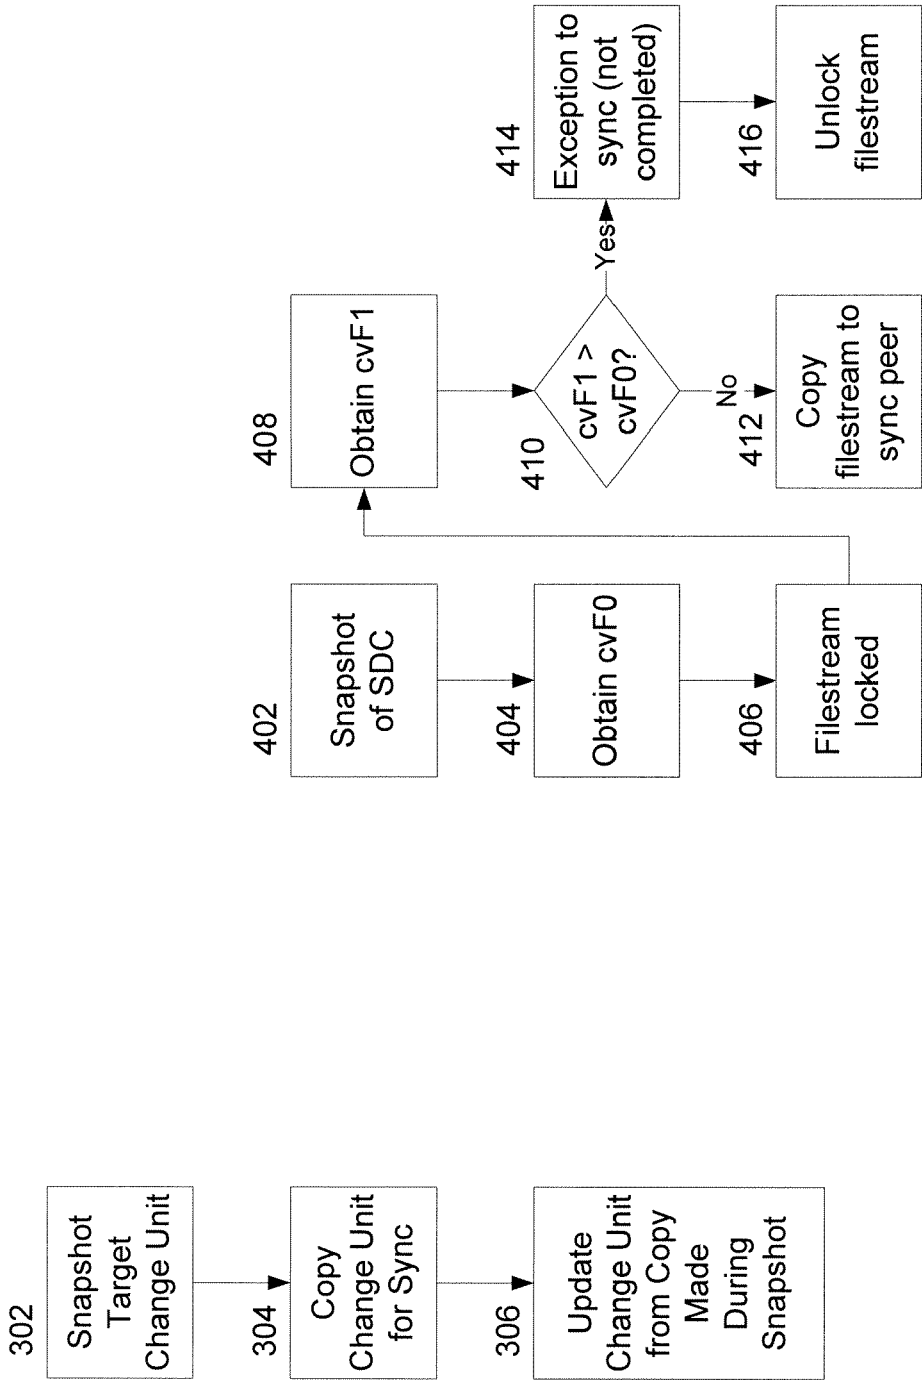 302
Snapshot
Target
Change Unit
304
Copy
Change Unit
for Sync
306
Update
Change Unit
from Copy
Made
During
Snapshot
402
Snapshot
of SDC
404
Obtain cvF0
406
Filestream
locked
408
Obtain cvF1
410
cvF1 >
cvF0?
No
412
Copy
filestream to
sync peer
Yes
414
Exception to
sync (not
completed)
416
Unlock
filestream